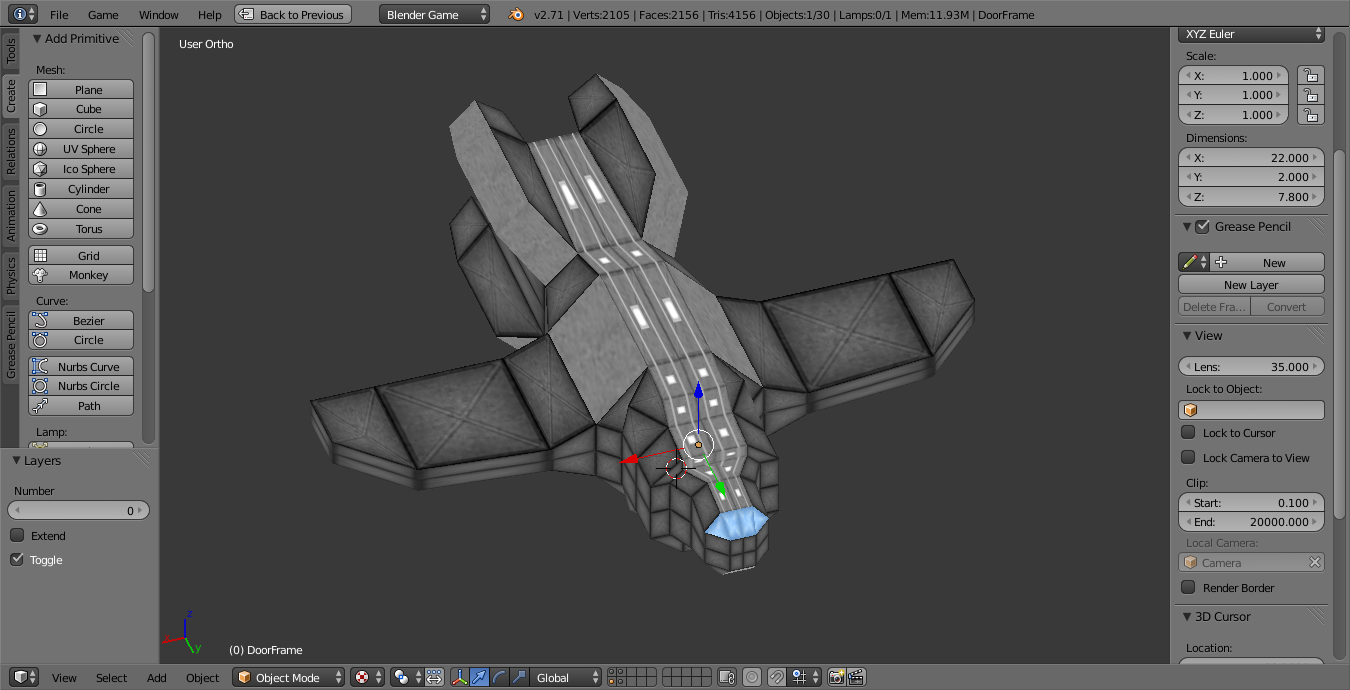 File Game Window Help Back to Previous Blender Game v2.71 | Verts:2105 | Faces:2156 | Tris:4156 | Objects:1/30 | Lamps:0/1 | Mem:11.93M | DoorFrame
Tools
Create
Relations
Animation
Physics
Grease Pencil
Add Primitive
Mesh:
Plane
Cube
Circle
UV Sphere
Ico Sphere
Cylinder
Cone
Torus
Grid
Monkey
Curve:
Bezier
Circle
Nurbs Curve
Nurbs Circle
Path
Lamp:
Layers
Number
0
Extend
Toggle
User Ortho
z
x
y
(0) DoorFrame
XYZ Euler
Scale:
X: 1.000
Y: 1.000
Z: 1.000
Dimensions:
X: 22.000
Y: 2.000
Z: 7.800
Grease Pencil
New
New Layer
Delete Fra... Convert
View
Lens: 35.000
Lock to Object:
Lock to Cursor
Lock Camera to View
Clip:
Start: 0.100
End: 20000.000
Local Camera:
Camera
Render Border
3D Cursor
Location:
View Select Add Object Object Mode Global